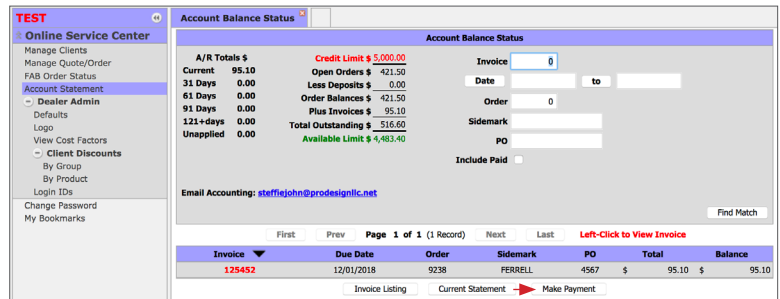 TEST
Online Service Center
Manage Clients
Manage Quote/Order
FAB Order Status
Account Statement
Dealer Admin
Defaults
Logo
View Cost Factors
Client Discounts
By Group
By Product
Login IDs
Change Password
My Bookmarks
Account Balance Status
Account Balance Status
A/R Totals $
Current 95.10
31 Days 0.00
61 Days 0.00
91 Days 0.00
121+days 0.00
Unapplied 0.00
Credit Limit $ 5,000.00
Open Orders $ 421.50
Less Deposits $ 0.00
Order Balances $ 421.50
Plus Invoices $ 95.10
Total Outstanding $ 516.60
Available Limit $ 4,483.40
Invoice 0
Date to
Order 0
Sidemark
PO
Include Paid
Email Accounting: steffiejohn@prodesignllc.net
Find Match
First Prev Page 1 of 1 (1 Record) Next Last Left-Click to View Invoice
Invoice Due Date Order Sidemark PO Total Balance
125452 12/01/2018 9238 FERRELL 4567 $ 95.10 $ 95.10
Invoice Listing Current Statement Make Payment